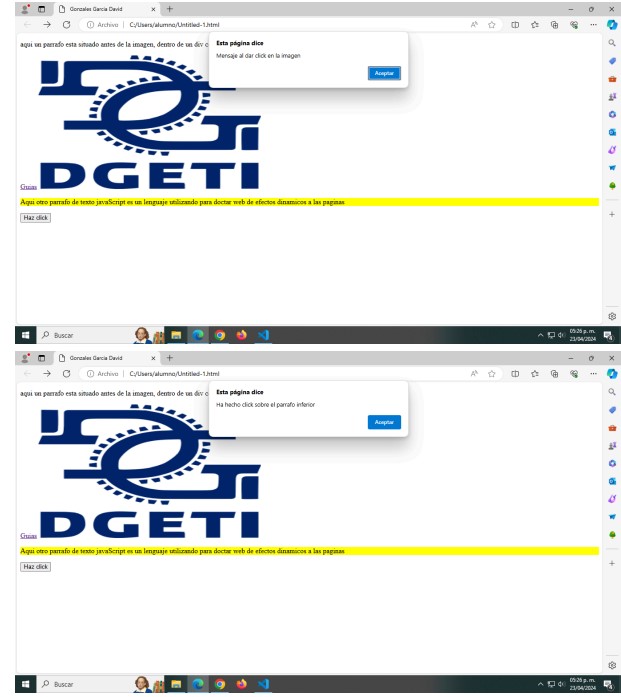 Gonzales Garcia David
Archivo | C:/Users/alumno/Untitled-1.html
aqui un parrafo esta situado antes de la imagen, dentro de un div c
Esta página dice
Mensaje al dar click en la imagen
Aceptar
DGETI
Guias
Aqui otro parrafo de texto javaScript es un lenguaje utilizando para doctar web de efectos dinamicos a las paginas
Haz click
Buscar
05:26 p. m.
23/04/2024
Gonzales Garcia David
Archivo | C:/Users/alumno/Untitled-1.html
aqui un parrafo esta situado antes de la imagen, dentro de un div c
Esta página dice
Ha hecho click sobre el parrafo inferior
Aceptar
DGETI
Guias
Aqui otro parrafo de texto javaScript es un lenguaje utilizando para doctar web de efectos dinamicos a las paginas
Haz click
Buscar
05:26 p. m.
23/04/2024